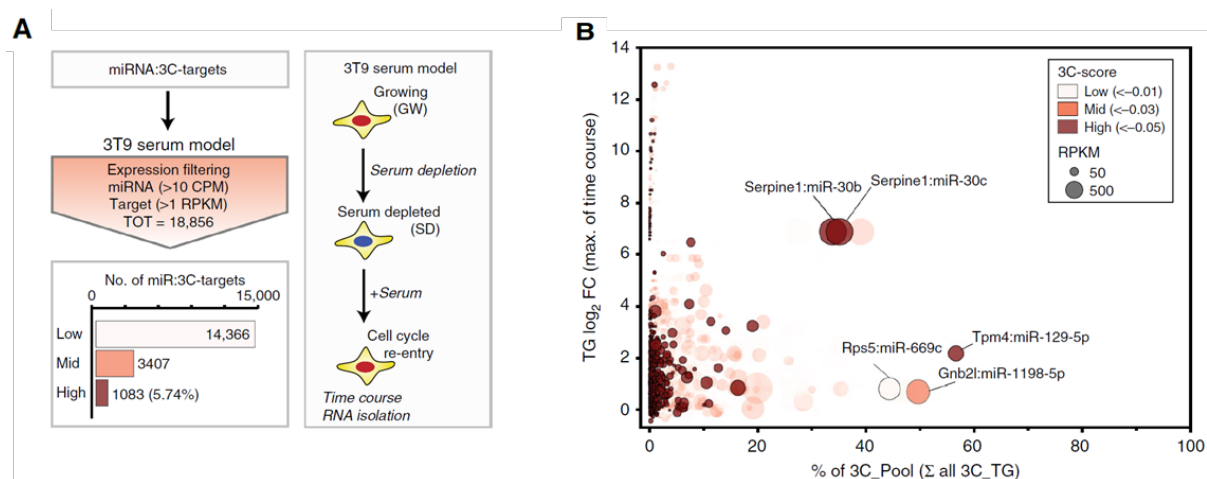 A
miRNA:3C-targets
3T9 serum model
Expression filtering
miRNA (>10 CPM)
Target (>1 RPKM)
TOT = 18,856
No. of miR:3C-targets
0 15,000
Low 14,366
Mid 3407
High 1083 (5.74%)
3T9 serum model
Growing
(GW)
Serum depletion
Serum depleted
(SD)
+Serum
Cell cycle
re-entry
Time course
RNA isolation
B
TG log2 FC (max. of time course)
14
12
10
8
6
4
2
0
3C-score
Low (<–0.01)
Mid (<–0.03)
High (<–0.05)
RPKM
50
500
Serpine1:miR-30c
Serpine1:miR-30b
Tpm4:miR-129-5p
Rps5:miR-669c
Gnb2l:miR-1198-5p
0 20 40 60 80 100
% of 3C_Pool (Σ all 3C_TG)